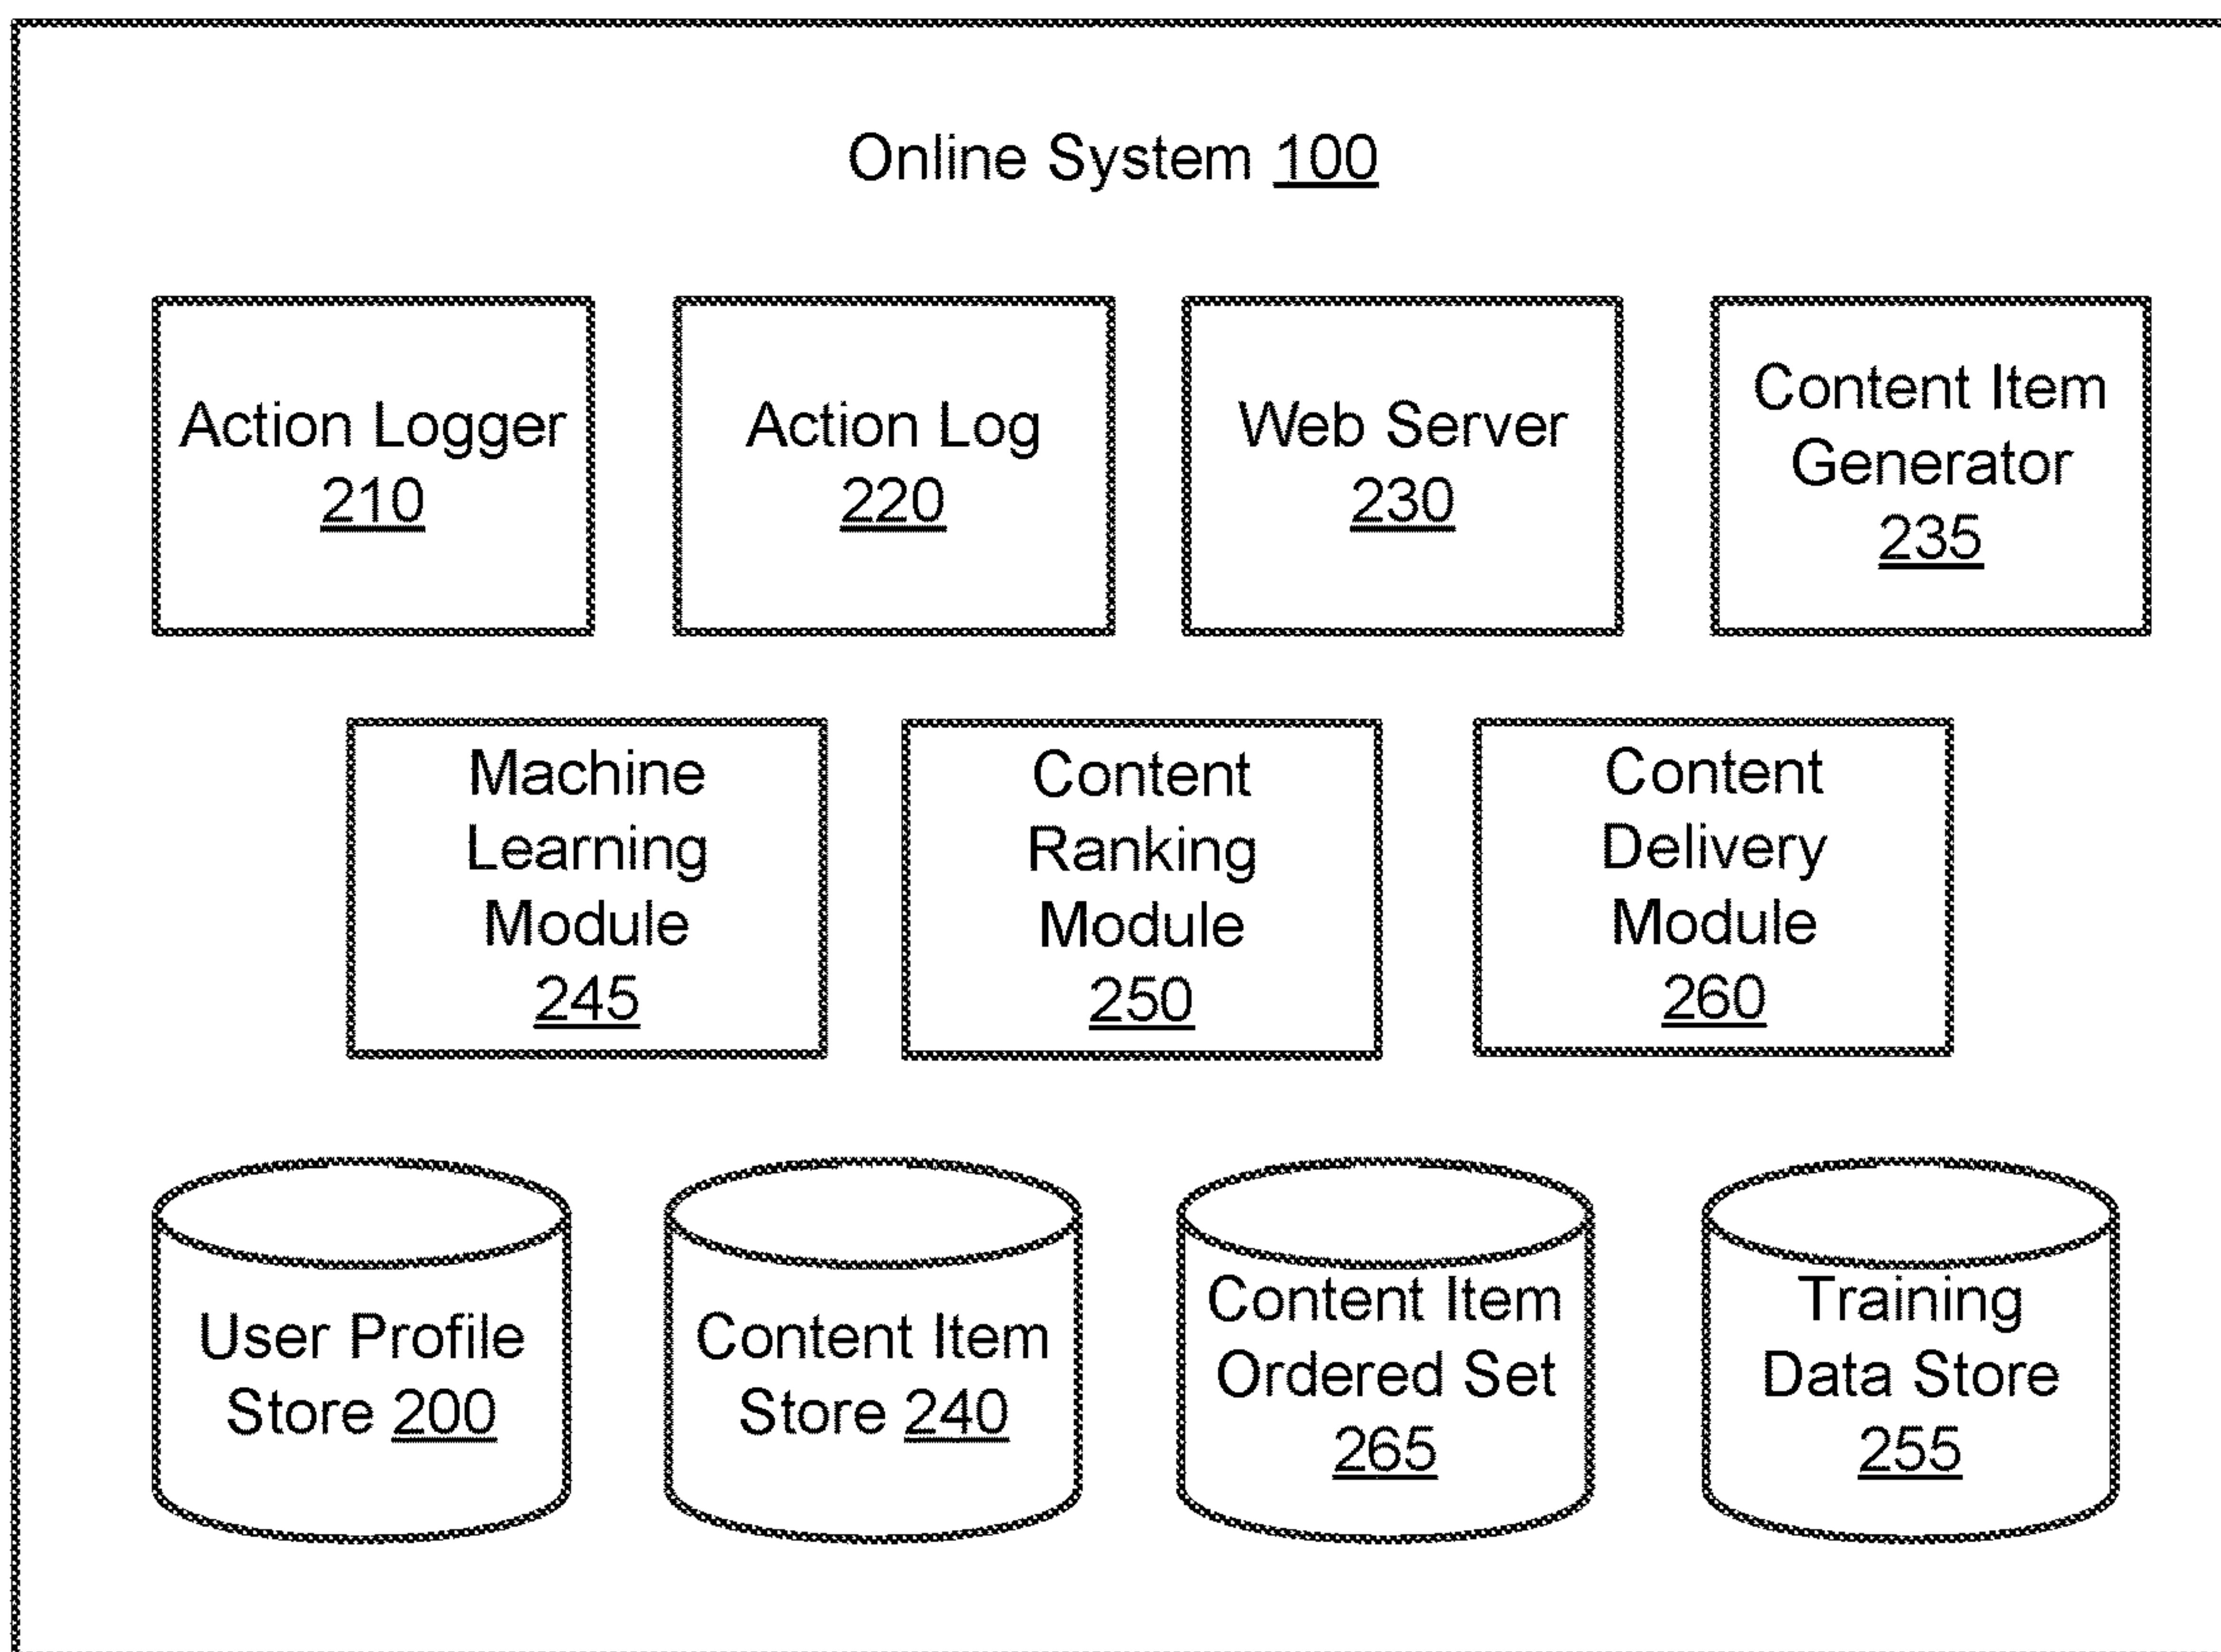 Online System 100
Action Logger
210
Action Log
220
Web Server
230
Content Item
Generator
235
Machine
Learning
Module
245
Content
Ranking
Module
250
Content
Delivery
Module
260
User Profile
Store 200
Content Item
Store 240
Content Item
Ordered Set
265
Training
Data Store
255